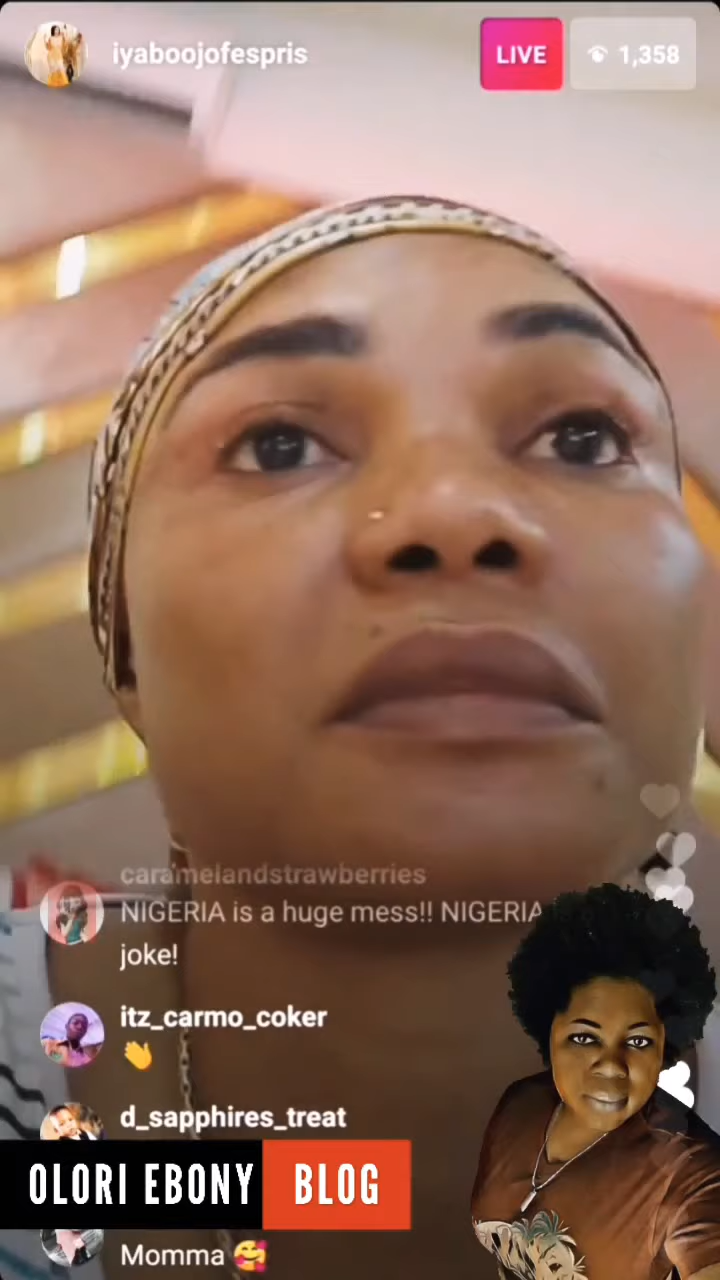 iyaboojofespris
LIVE
1,358
caramelandstrawberries
NIGERIA is a huge mess!! NIGERIA
joke!
itz_carmo_coker
👏
d_sapphires_treat
OLORI EBONY BLOG
Momma 🥰